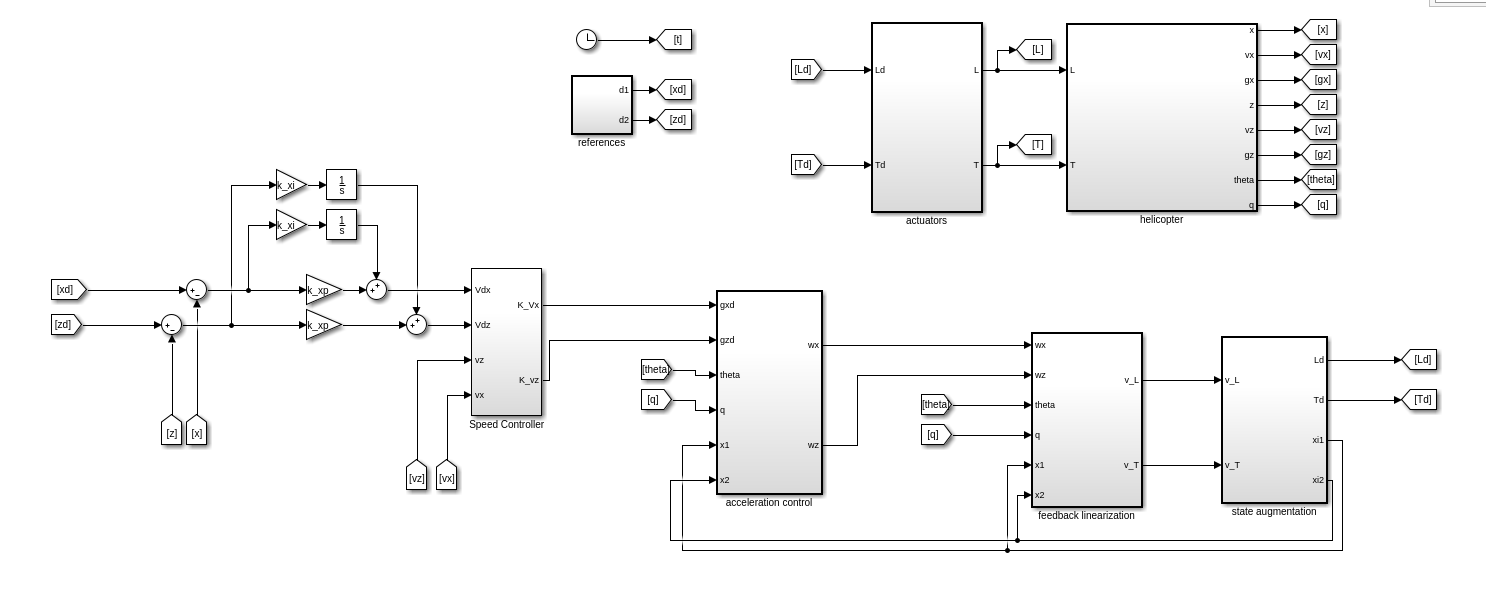 [t]
d1
[xd]
d2
[zd]
references
[Ld]
Ld
L
[L]
L
[Td]
Td
T
[T]
T
actuators
x
[x]
vx
[vx]
gx
[gx]
z
[z]
vz
[vz]
gz
[gz]
theta
[theta]
q
[q]
helicopter
k_xi
1
s
k_xi
1
s
[xd]
+
−
k_xp
+
+
[zd]
+
−
k_xp
+
+
[z]
[x]
Vdx
Vdz
vz
vx
K_Vx
K_vz
Speed Controller
[vz]
[vx]
[theta]
[q]
gxd
gzd
theta
q
x1
x2
wx
wz
acceleration control
[theta]
[q]
wx
wz
theta
q
x1
x2
v_L
v_T
feedback linearization
v_L
v_T
Ld
Td
xi1
xi2
state augmentation
[Ld]
[Td]